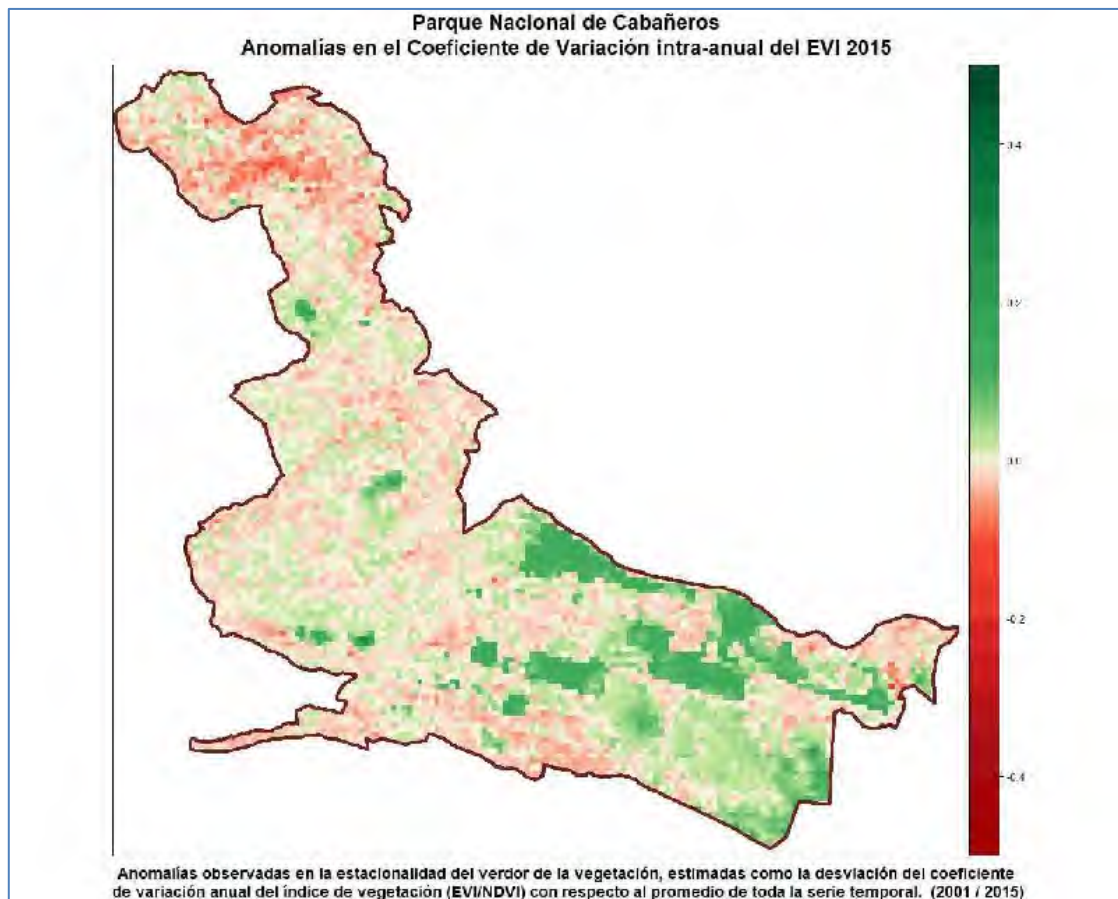 Parque Nacional de Cabañeros
Anomalías en el Coeficiente de Variación intra-anual del EVI 2015
0.4
0.2
0.0
-0.2
-0.4
Anomalías observadas en la estacionalidad del verdor de la vegetación, estimadas como la desviación del coeficiente
de variación anual del índice de vegetación (EVI/NDVI) con respecto al promedio de toda la serie temporal. (2001 / 2015)